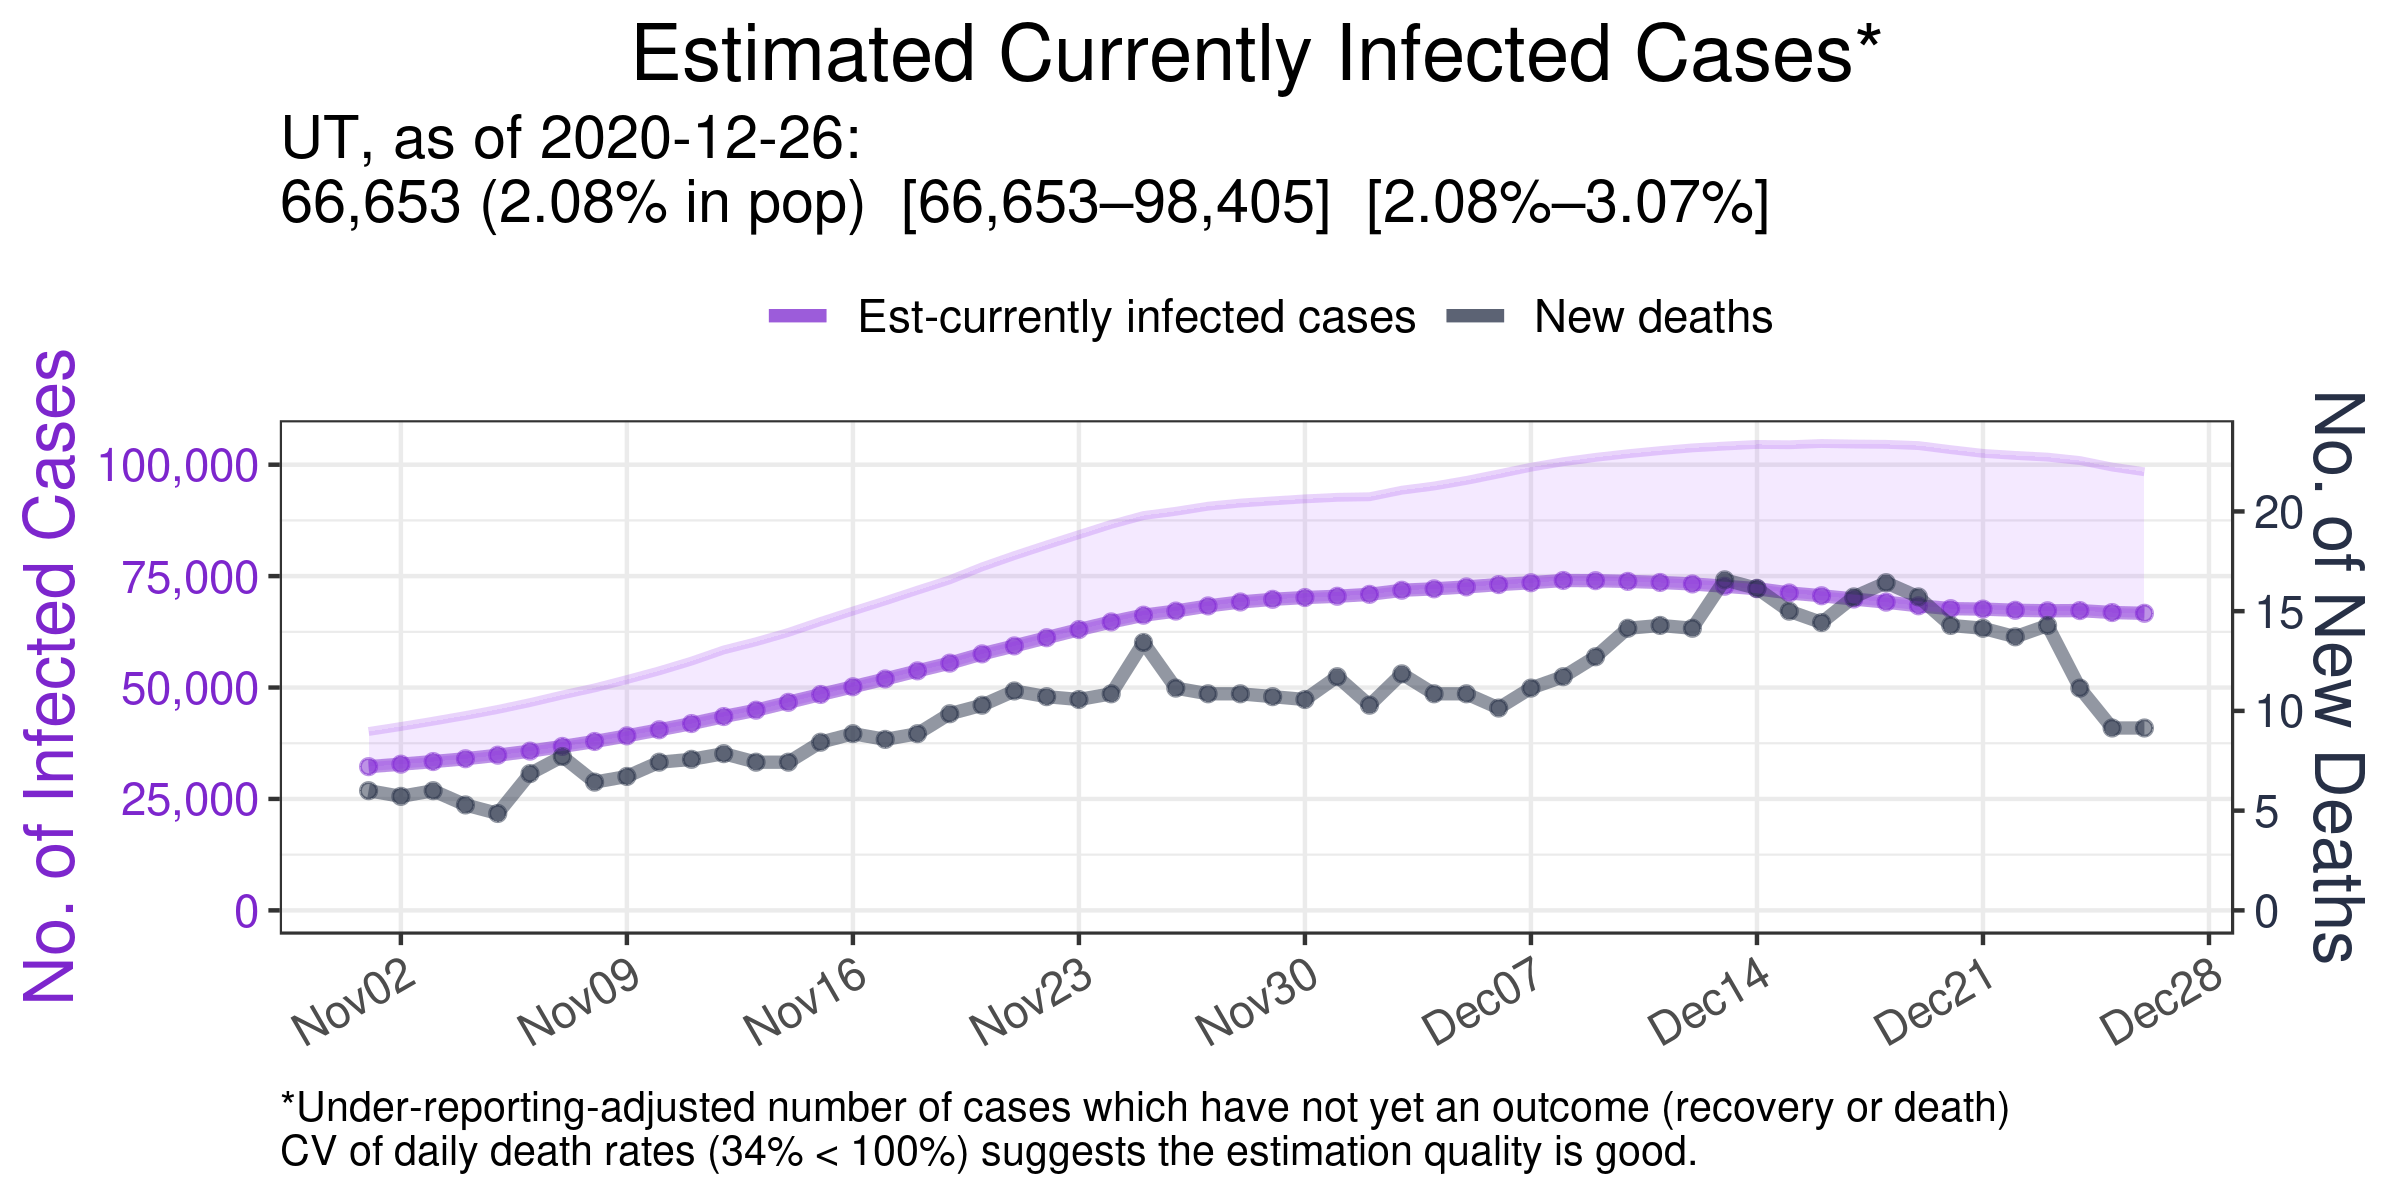 Estimated Currently Infected Cases*
UT, as of 2020-12-26:
66,653 (2.08% in pop) [66,653–98,405] [2.08%–3.07%]
Est-currently infected cases New deaths
No. of Infected Cases
100,000
75,000
50,000
25,000
0
20
15
10
5
0
No. of New Deaths
Nov02 Nov09 Nov16 Nov23 Nov30 Dec07 Dec14 Dec21 Dec28
*Under-reporting-adjusted number of cases which have not yet an outcome (recovery or death)
CV of daily death rates (34% < 100%) suggests the estimation quality is good.